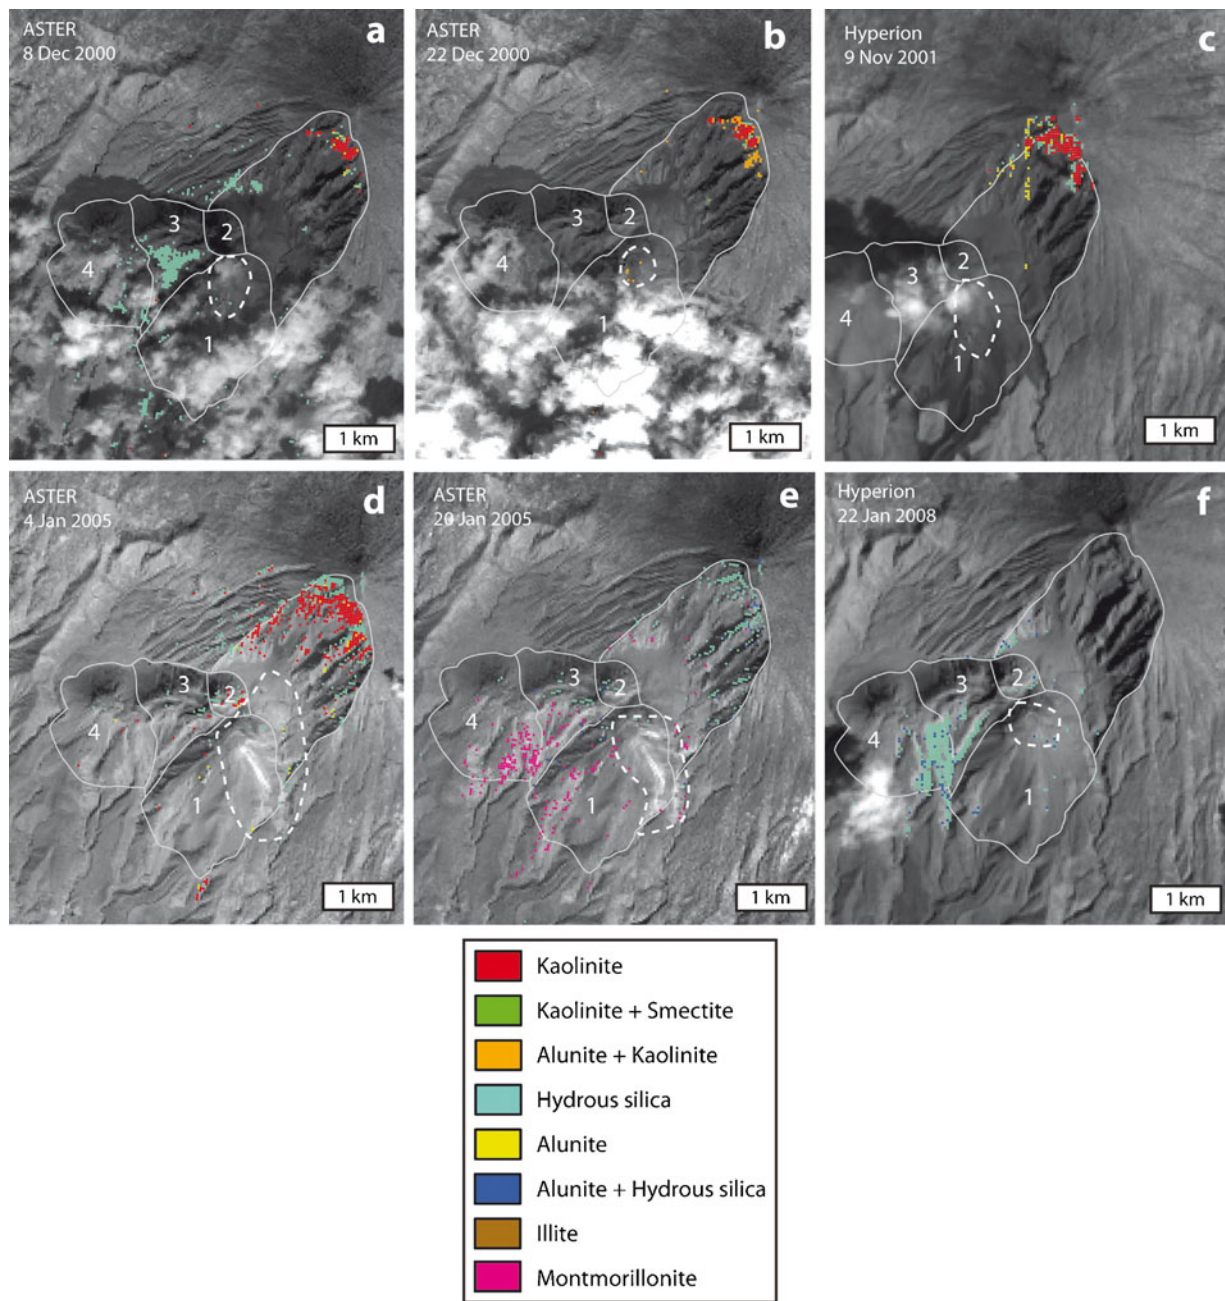 ASTER
8 Dec 2000
a
3
2
4
1
1 km
ASTER
22 Dec 2000
b
3
2
4
1
1 km
Hyperion
9 Nov 2001
c
3
2
4
1
1 km
ASTER
4 Jan 2005
d
3
2
4
1
1 km
ASTER
20 Jan 2005
e
3
2
4
1
1 km
Hyperion
22 Jan 2008
f
3
2
4
1
1 km
Kaolinite
Kaolinite + Smectite
Alunite + Kaolinite
Hydrous silica
Alunite
Alunite + Hydrous silica
Illite
Montmorillonite